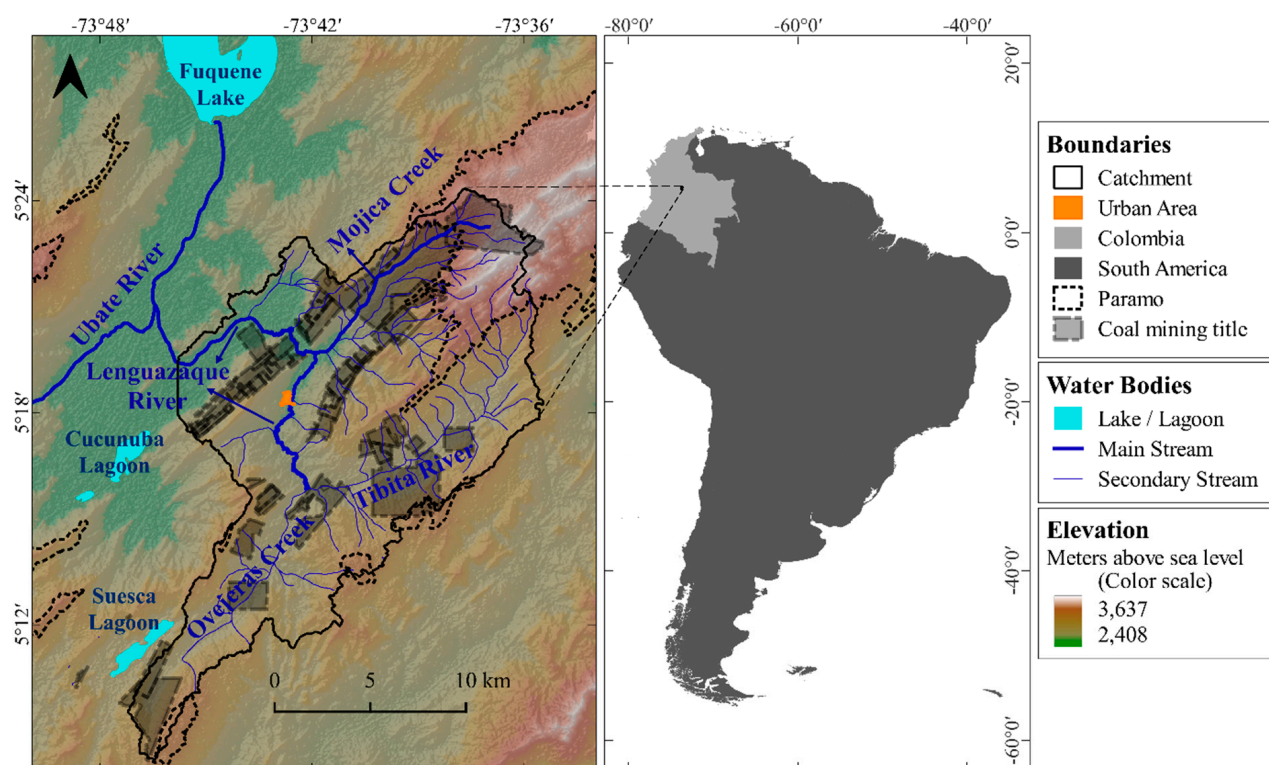 -73°48′
-73°42′
-73°36′
-80°0′
-60°0′
-40°0′
5°24′
5°18′
5°12′
20°0′
0°0′
-20°0′
-40°0′
-60°0′
Fuquene
Lake
Mojica Creek
Ubate River
Lenguazaque
River
Cucunuba
Lagoon
Tibita River
Ovejeras Creek
Suesca
Lagoon
0
5
10 km
Boundaries
Catchment
Urban Area
Colombia
South America
Paramo
Coal mining title
Water Bodies
Lake / Lagoon
Main Stream
Secondary Stream
Elevation
Meters above sea level
(Color scale)
3,637
2,408